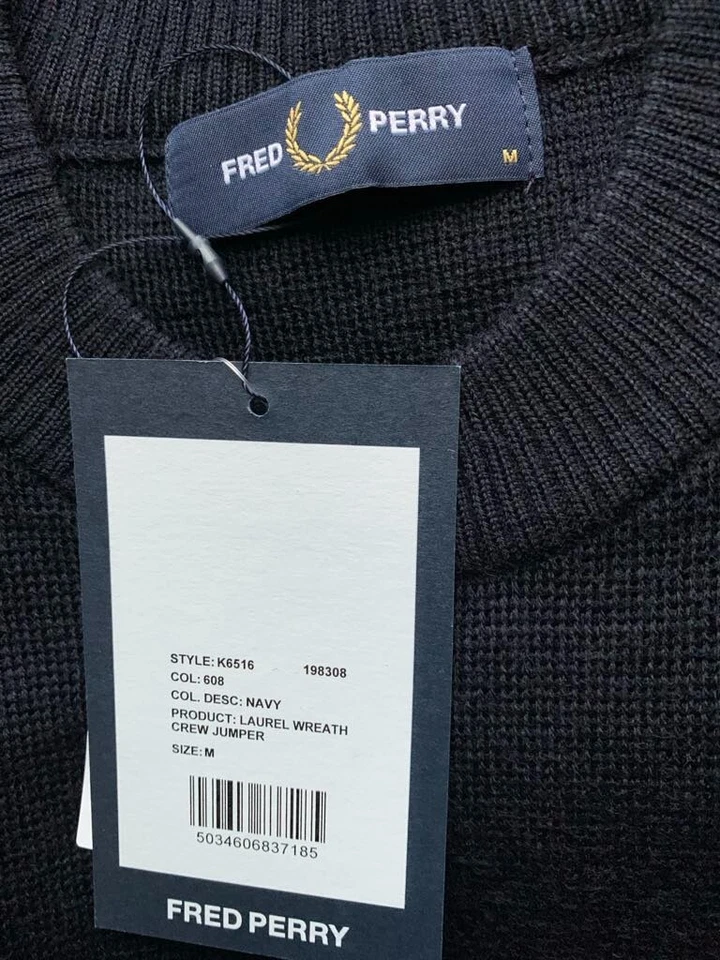 FRED PERRY
M
STYLE: K6516 198308
COL: 608
COL. DESC: NAVY
PRODUCT: LAUREL WREATH
CREW JUMPER
SIZE: M
5034606837185
FRED PERRY